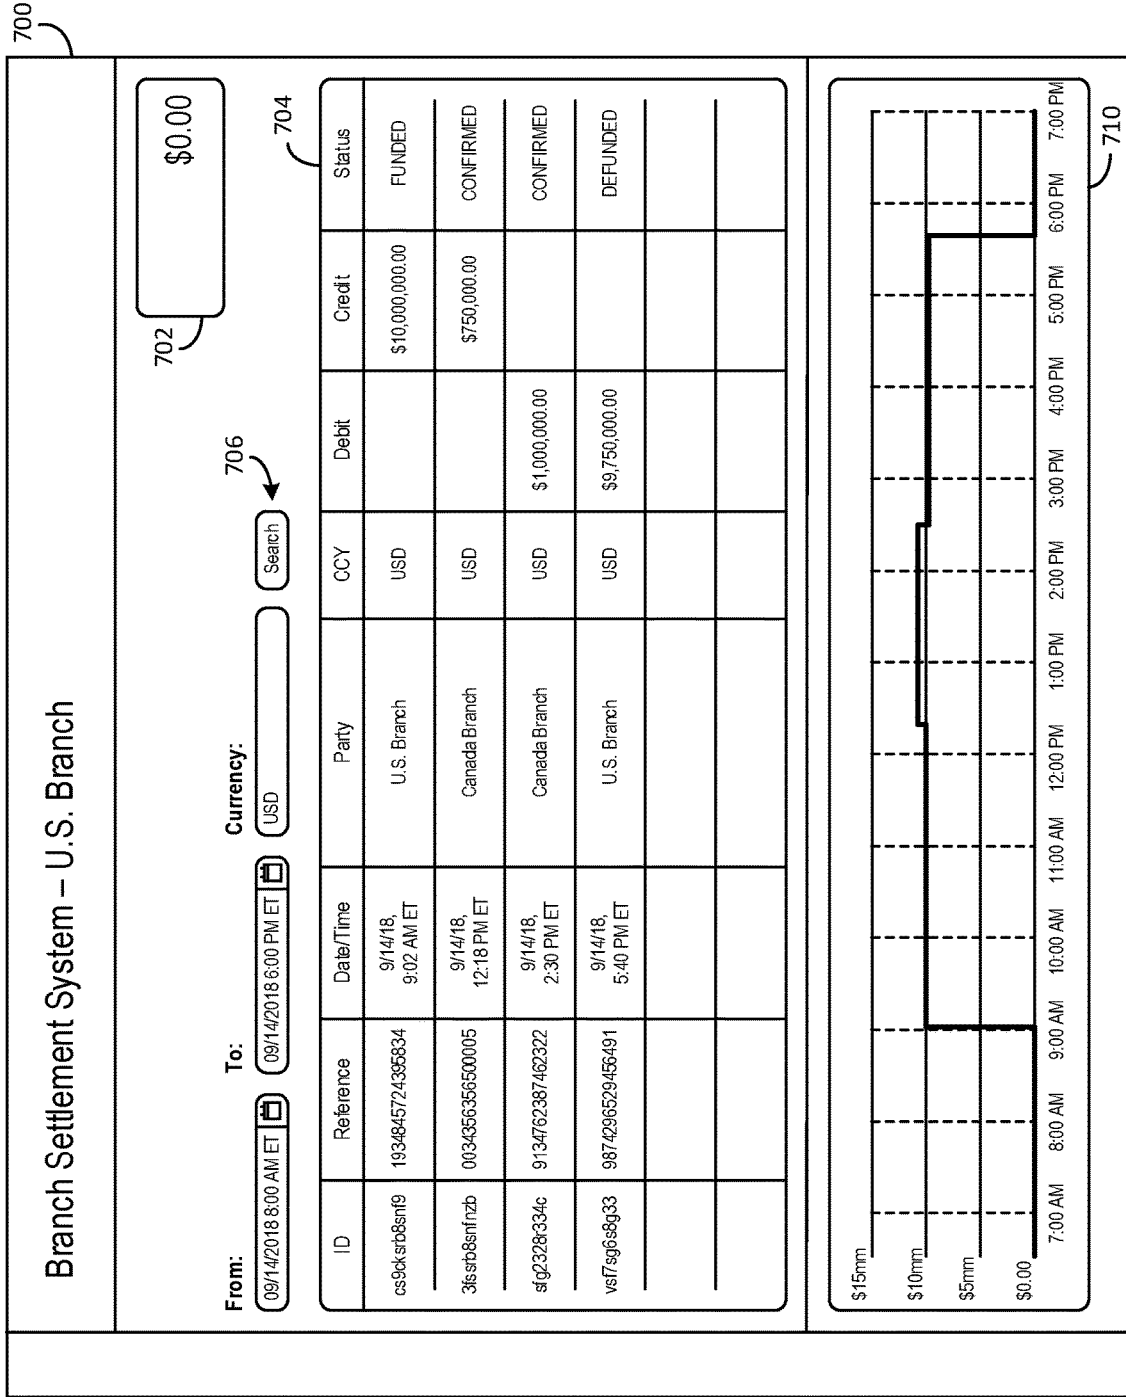 700
Branch Settlement System – U.S. Branch
702
$0.00
From: To: Currency:
09/14/2018 8:00 AM ET 09/14/2018 6:00 PM ET USD Search
706
704
ID Reference Date/Time Party CCY Debit Credit Status
cs9cksrb8snf9 1934845724395834 9/14/18, 9:02 AM ET U.S. Branch USD $10,000,000.00 FUNDED
3fssrb8snfnzb 0034356356500005 9/14/18, 12:18 PM ET Canada Branch USD $750,000.00 CONFIRMED
sfg2328r334c 9134762387462322 9/14/18, 2:30 PM ET Canada Branch USD $1,000,000.00 CONFIRMED
vsf7sg6s8g33 9874296529456491 9/14/18, 5:40 PM ET U.S. Branch USD $9,750,000.00 DEFUNDED
$15mm
$10mm
$5mm
$0.00
7:00 AM 8:00 AM 9:00 AM 10:00 AM 11:00 AM 12:00 PM 1:00 PM 2:00 PM 3:00 PM 4:00 PM 5:00 PM 6:00 PM 7:00 PM
710